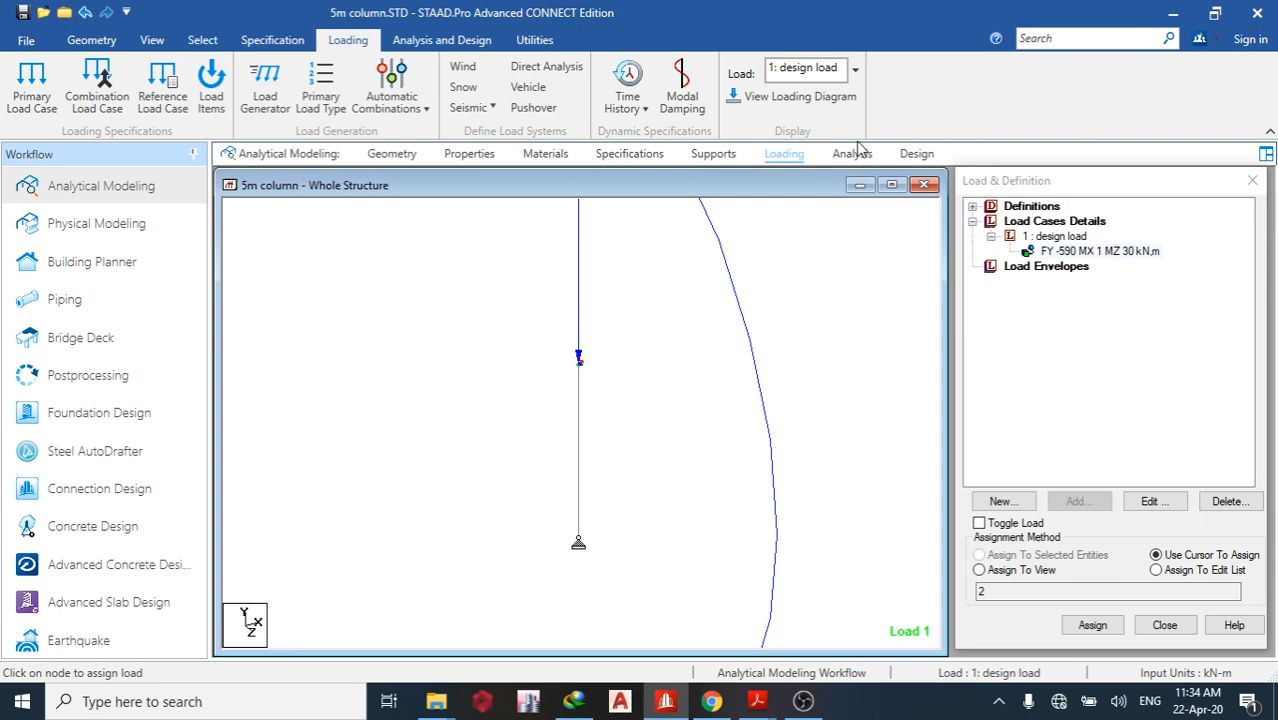 5m column.STD - STAAD.Pro Advanced CONNECT Edition
File Geometry View Select Specification Loading Analysis and Design Utilities Search Sign in
Primary Load Case
Combination Load Case
Reference Load Case
Load Items
Loading Specifications
Load Generator
Primary Load Type
Automatic Combinations
Load Generation
Wind Direct Analysis
Snow Vehicle
Seismic Pushover
Define Load Systems
Time History
Modal Damping
Dynamic Specifications
Load: 1: design load
View Loading Diagram
Display
Workflow
Analytical Modeling: Geometry Properties Materials Specifications Supports Loading Analysis Design
Analytical Modeling
Physical Modeling
Building Planner
Piping
Bridge Deck
Postprocessing
Foundation Design
Steel AutoDrafter
Connection Design
Concrete Design
Advanced Concrete Desi...
Advanced Slab Design
Earthquake
5m column - Whole Structure
Y
X
Z
Load 1
Load & Definition
D Definitions
L Load Cases Details
L 1 : design load
FY -590 MX 1 MZ 30 kN,m
L Load Envelopes
New... Add... Edit ... Delete...
Toggle Load
Assignment Method
Assign To Selected Entities Use Cursor To Assign
Assign To View Assign To Edit List
2
Assign Close Help
Click on node to assign load Analytical Modeling Workflow Load : 1: design load Input Units : kN-m
Type here to search
ENG
11:34 AM
22-Apr-20
1